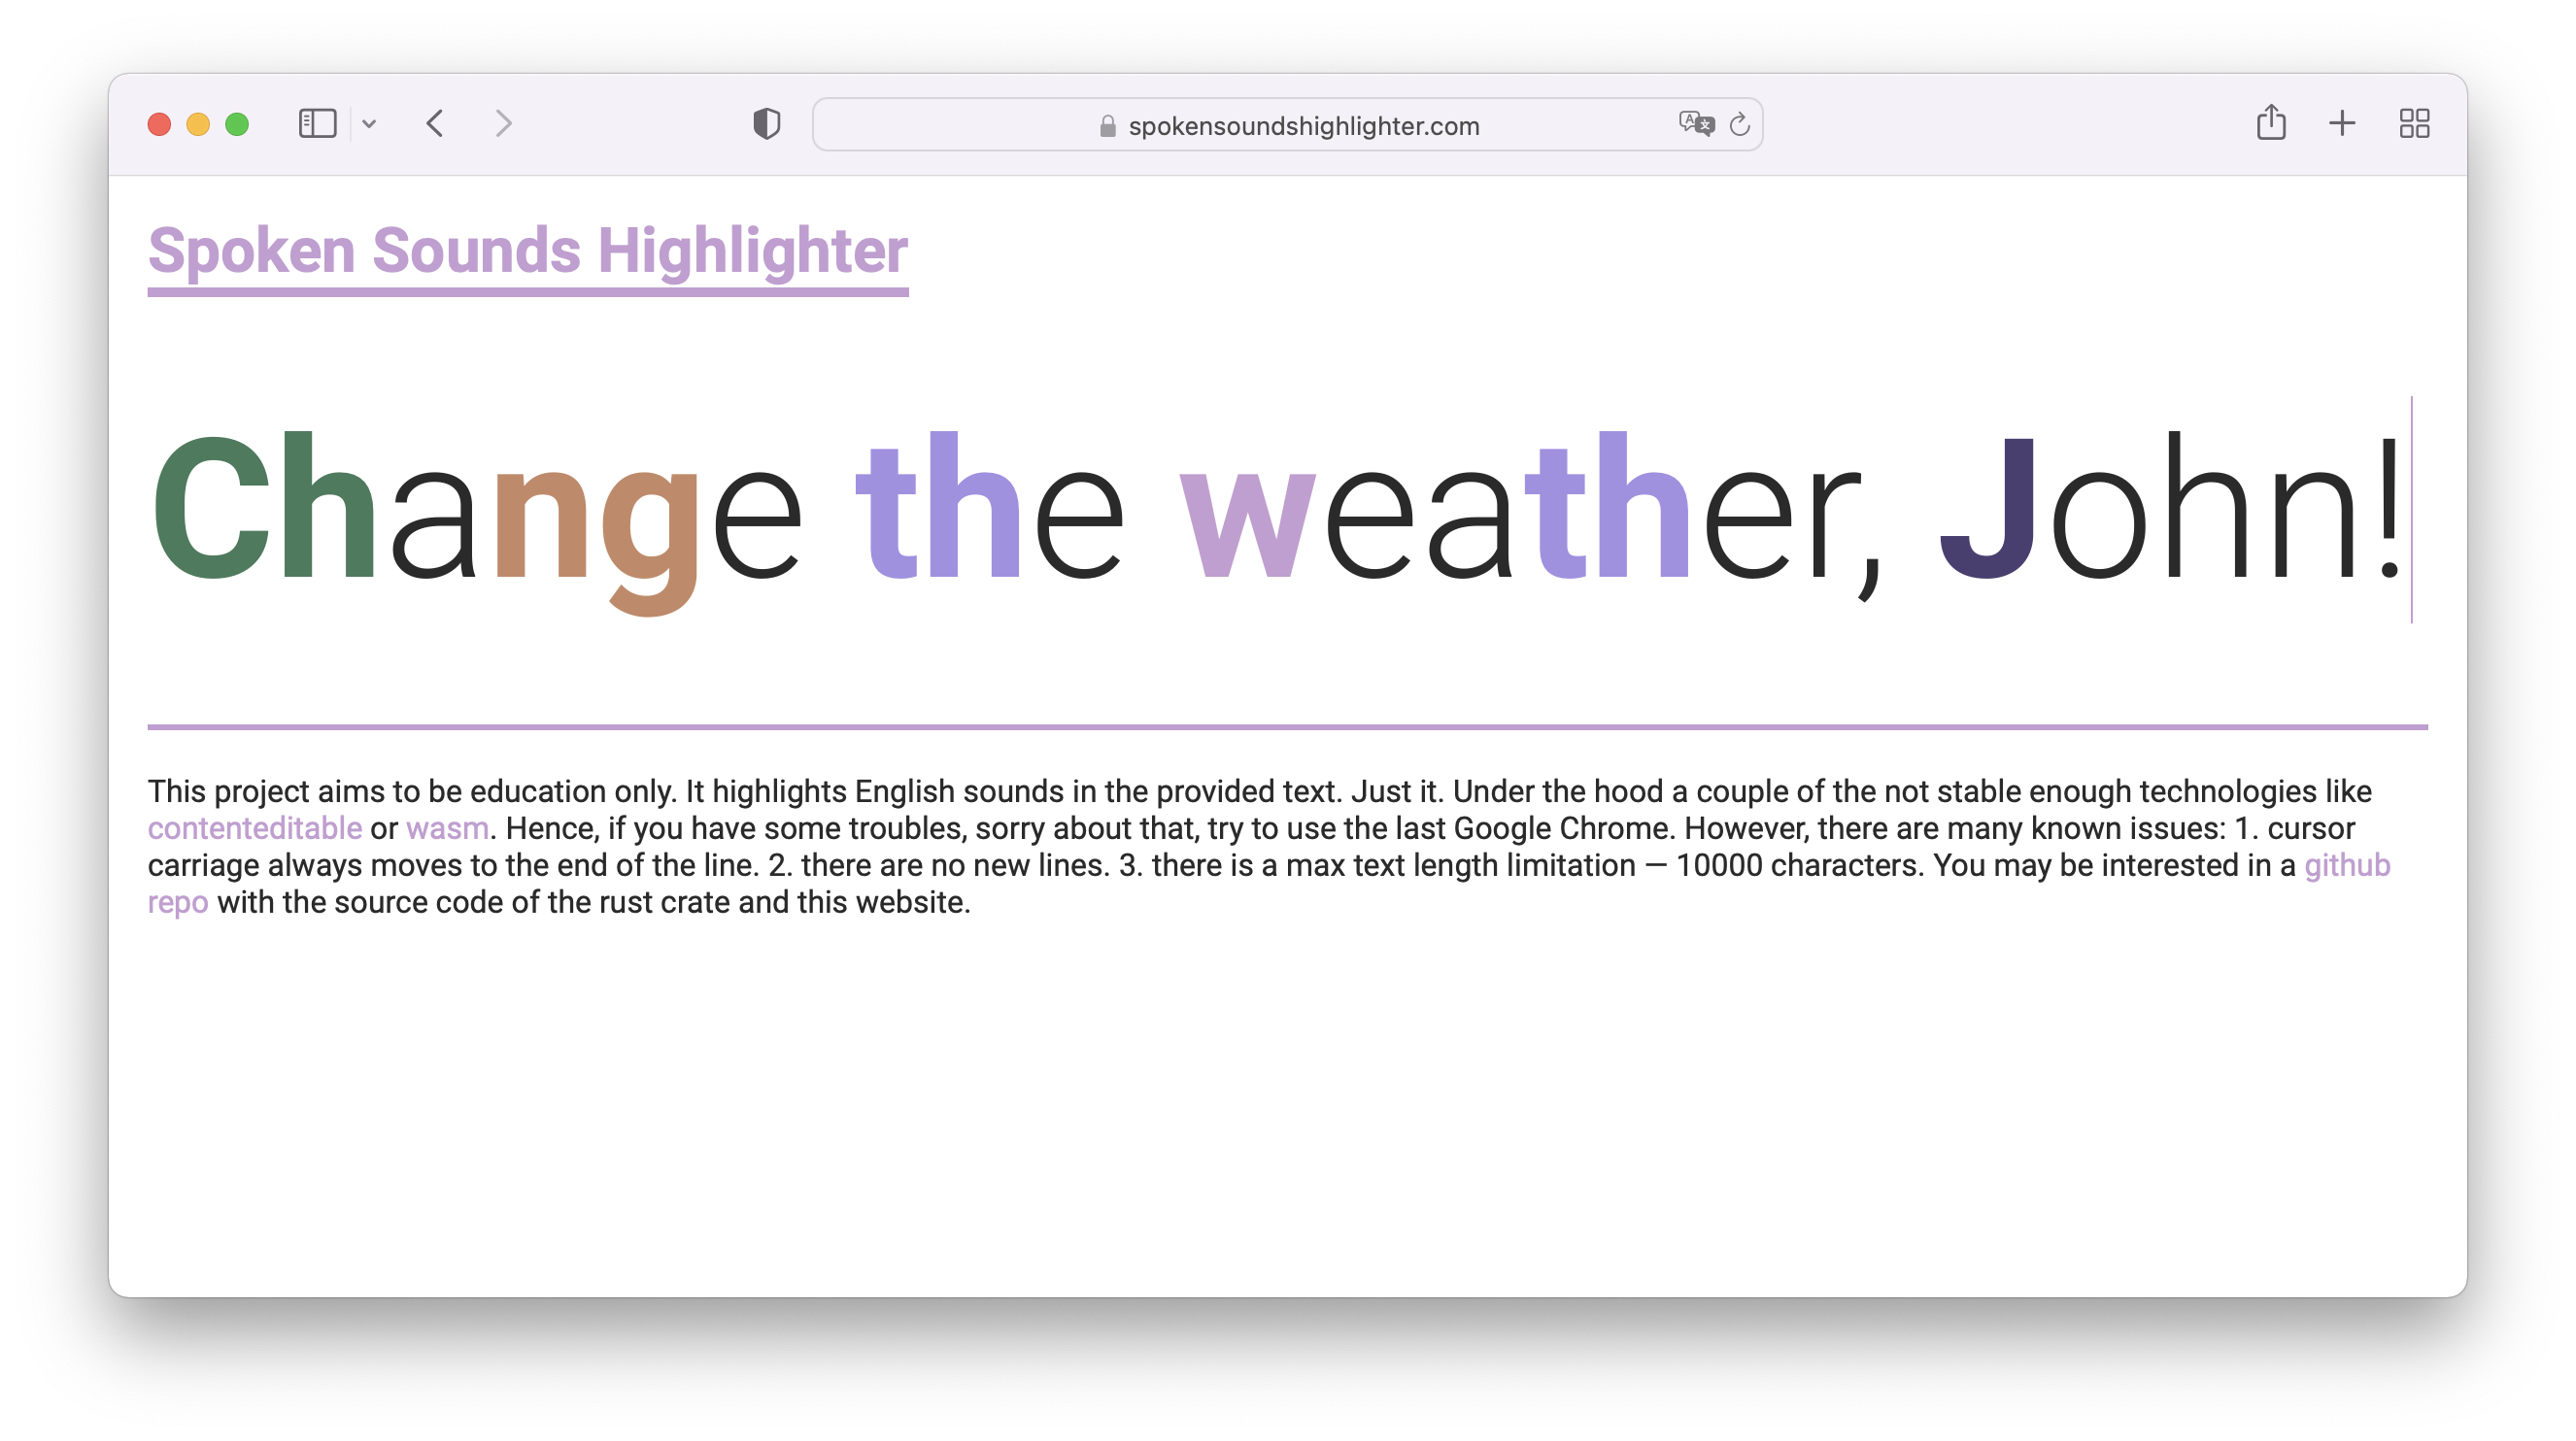 spokensoundshighlighter.com
Spoken Sounds Highlighter
Change the weather, John!
This project aims to be education only. It highlights English sounds in the provided text. Just it. Under the hood a couple of the not stable enough technologies like
contenteditable or wasm. Hence, if you have some troubles, sorry about that, try to use the last Google Chrome. However, there are many known issues: 1. cursor
carriage always moves to the end of the line. 2. there are no new lines. 3. there is a max text length limitation — 10000 characters. You may be interested in a github
repo with the source code of the rust crate and this website.